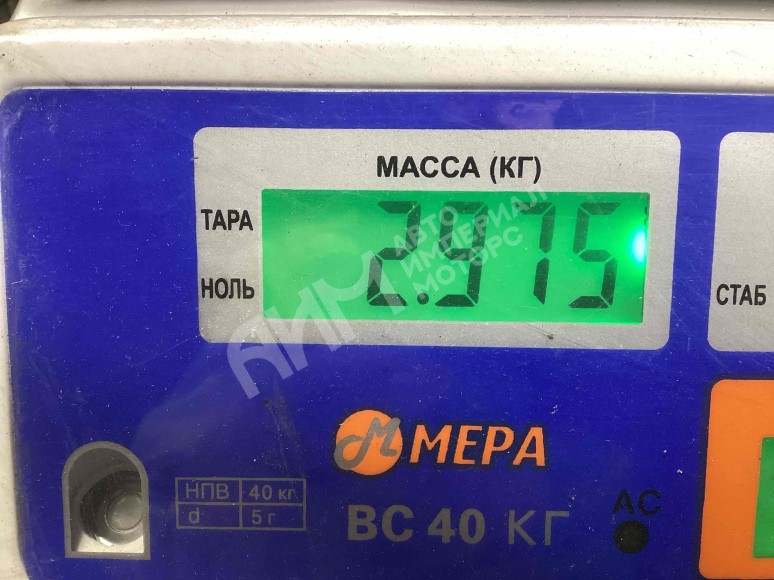 МАССА (КГ)
ТАРА
2.975
НОЛЬ
СТАБ
АИМ
АВТО
ИМПЕРИАЛ
МОТОРС
М МЕРА
НПВ 40 кг.
d 5 г
ВС 40 КГ
АС